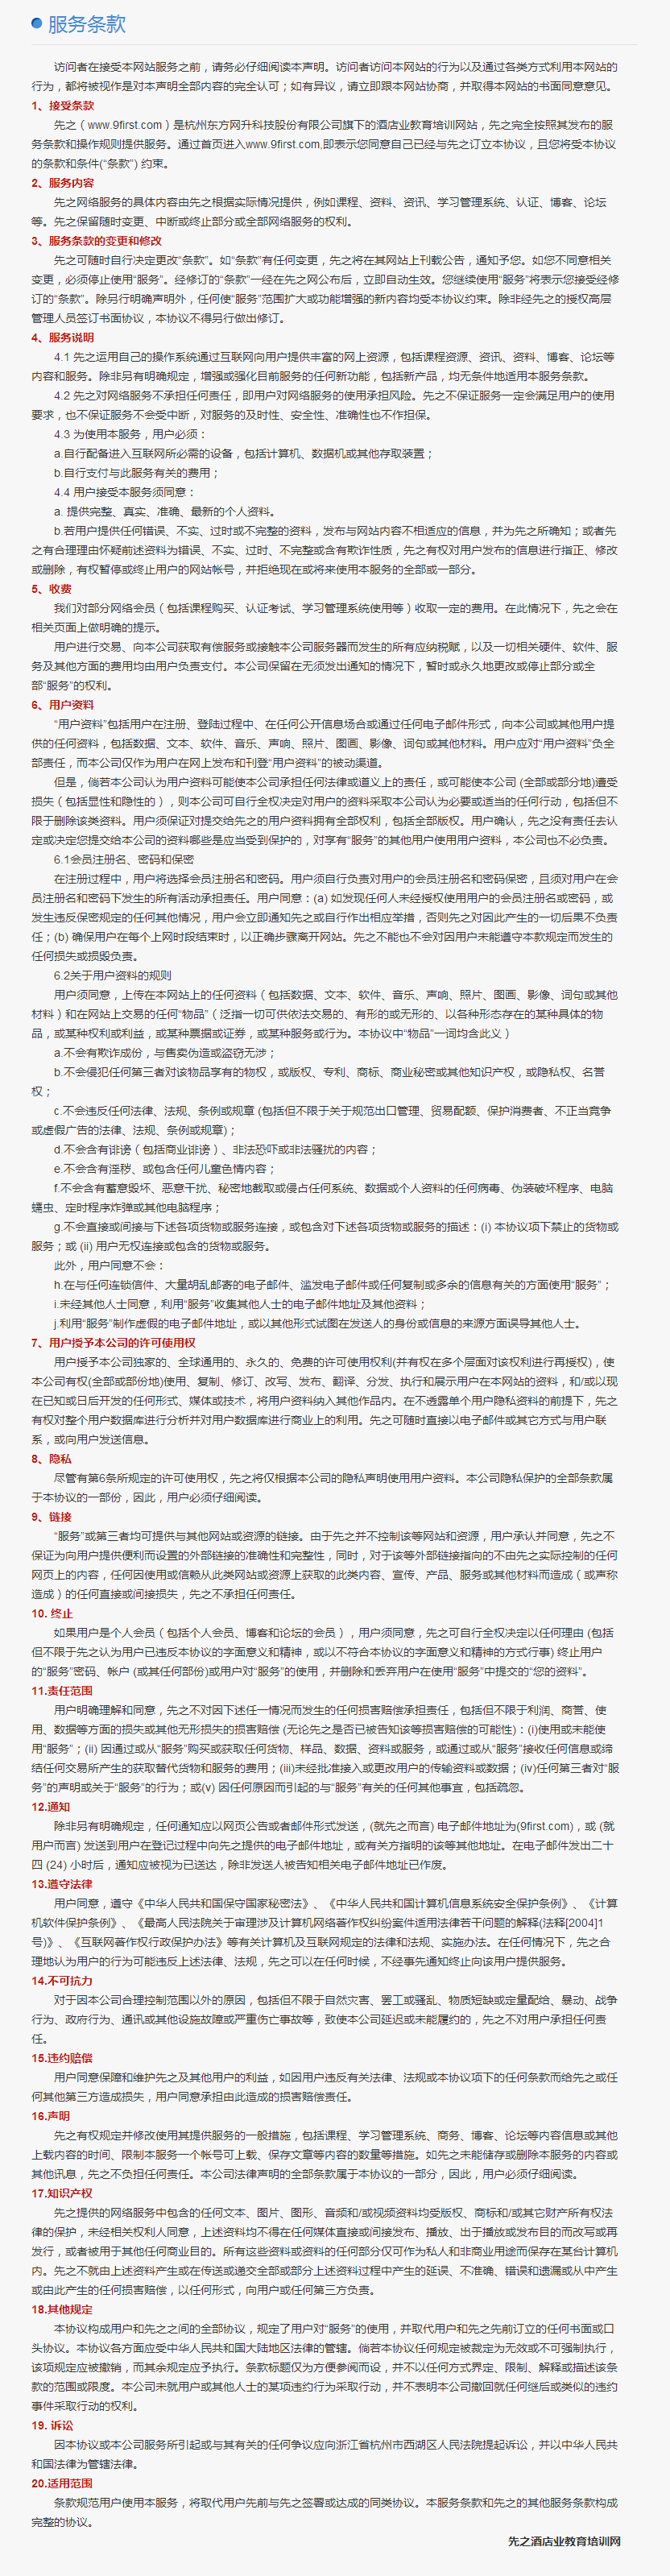 服务条款
访问者在接受本网站服务之前，请务必仔细阅读本声明。访问者访问本网站的行为以及通过各类方式利用本网站的
行为，都将被视作是对本声明全部内容的完全认可；如有异议，请立即跟本网站协商，并取得本网站的书面同意意见。
1、接受条款
先之（www.9first.com）是杭州东方网升科技股份有限公司旗下的酒店业教育培训网站，先之完全按照其发布的服
务条款和操作规则提供服务。通过首页进入www.9first.com,即表示您同意自己已经与先之订立本协议，且您将受本协议
的条款和条件(“条款”) 约束。
2、服务内容
先之网络服务的具体内容由先之根据实际情况提供，例如课程、资料、资讯、学习管理系统、认证、博客、论坛
等。先之保留随时变更、中断或终止部分或全部网络服务的权利。
3、服务条款的变更和修改
先之可随时自行决定更改“条款”。如“条款”有任何变更，先之将在其网站上刊载公告，通知予您。如您不同意相关
变更，必须停止使用“服务”。经修订的“条款”一经在先之网公布后，立即自动生效。您继续使用“服务”将表示您接受经修
订的“条款”。除另行明确声明外，任何使“服务”范围扩大或功能增强的新内容均受本协议约束。除非经先之的授权高层
管理人员签订书面协议，本协议不得另行做出修订。
4、服务说明
4.1 先之运用自己的操作系统通过互联网向用户提供丰富的网上资源，包括课程资源、资讯、资料、博客、论坛等
内容和服务。除非另有明确规定，增强或强化目前服务的任何新功能，包括新产品，均无条件地适用本服务条款。
4.2 先之对网络服务不承担任何责任，即用户对网络服务的使用承担风险。先之不保证服务一定会满足用户的使用
要求，也不保证服务不会受中断，对服务的及时性、安全性、准确性也不作担保。
4.3 为使用本服务，用户必须：
a.自行配备进入互联网所必需的设备，包括计算机、数据机或其他存取装置；
b.自行支付与此服务有关的费用；
4.4 用户接受本服务须同意：
a. 提供完整、真实、准确、最新的个人资料。
b.若用户提供任何错误、不实、过时或不完整的资料，发布与网站内容不相适应的信息，并为先之所确知；或者先
之有合理理由怀疑前述资料为错误、不实、过时、不完整或含有欺诈性质，先之有权对用户发布的信息进行指正、修改
或删除，有权暂停或终止用户的网站帐号，并拒绝现在或将来使用本服务的全部或一部分。
5、收费
我们对部分网络会员（包括课程购买、认证考试、学习管理系统使用等）收取一定的费用。在此情况下，先之会在
相关页面上做明确的提示。
用户进行交易、向本公司获取有偿服务或接触本公司服务器而发生的所有应纳税赋，以及一切相关硬件、软件、服
务及其他方面的费用均由用户负责支付。本公司保留在无须发出通知的情况下，暂时或永久地更改或停止部分或全
部“服务”的权利。
6、用户资料
“用户资料”包括用户在注册、登陆过程中、在任何公开信息场合或通过任何电子邮件形式，向本公司或其他用户提
供的任何资料，包括数据、文本、软件、音乐、声响、照片、图画、影像、词句或其他材料。用户应对“用户资料”负全
部责任，而本公司仅作为用户在网上发布和刊登“用户资料”的被动渠道。
但是，倘若本公司认为用户资料可能使本公司承担任何法律或道义上的责任，或可能使本公司 (全部或部分地)遭受
损失（包括显性和隐性的），则本公司可自行全权决定对用户的资料采取本公司认为必要或适当的任何行动，包括但不
限于删除该类资料。用户须保证对提交给先之的用户资料拥有全部权利，包括全部版权。用户确认，先之没有责任去认
定或决定您提交给本公司的资料哪些是应当受到保护的，对享有“服务”的其他用户使用用户资料，本公司也不必负责。
6.1会员注册名、密码和保密
在注册过程中，用户将选择会员注册名和密码。用户须自行负责对用户的会员注册名和密码保密，且须对用户在会
员注册名和密码下发生的所有活动承担责任。用户同意：(a) 如发现任何人未经授权使用用户的会员注册名或密码，或
发生违反保密规定的任何其他情况，用户会立即通知先之或自行作出相应举措，否则先之对因此产生的一切后果不负责
任；(b) 确保用户在每个上网时段结束时，以正确步骤离开网站。先之不能也不会对因用户未能遵守本款规定而发生的
任何损失或损毁负责。
6.2关于用户资料的规则
用户须同意，上传在本网站上的任何资料（包括数据、文本、软件、音乐、声响、照片、图画、影像、词句或其他
材料）和在网站上交易的任何“物品”（泛指一切可供依法交易的、有形的或无形的、以各种形态存在的某种具体的物
品，或某种权利或利益，或某种票据或证券，或某种服务或行为。本协议中“物品”一词均含此义）
a.不会有欺诈成份，与售卖伪造或盗窃无涉；
b.不会侵犯任何第三者对该物品享有的物权，或版权、专利、商标、商业秘密或其他知识产权，或隐私权、名誉
权；
c.不会违反任何法律、法规、条例或规章 (包括但不限于关于规范出口管理、贸易配额、保护消费者、不正当竞争
或虚假广告的法律、法规、条例或规章)；
d.不会含有诽谤（包括商业诽谤）、非法恐吓或非法骚扰的内容；
e.不会含有淫秽、或包含任何儿童色情内容；
f.不会含有蓄意毁坏、恶意干扰、秘密地截取或侵占任何系统、数据或个人资料的任何病毒、伪装破坏程序、电脑
蠕虫、定时程序炸弹或其他电脑程序；
g.不会直接或间接与下述各项货物或服务连接，或包含对下述各项货物或服务的描述：(i) 本协议项下禁止的货物或
服务；或 (ii) 用户无权连接或包含的货物或服务。
此外，用户同意不会：
h.在与任何连锁信件、大量胡乱邮寄的电子邮件、滥发电子邮件或任何复制或多余的信息有关的方面使用“服务”；
i.未经其他人士同意，利用“服务”收集其他人士的电子邮件地址及其他资料；
j.利用“服务”制作虚假的电子邮件地址，或以其他形式试图在发送人的身份或信息的来源方面误导其他人士。
7、用户授予本公司的许可使用权
用户授予本公司独家的、全球通用的、永久的、免费的许可使用权利(并有权在多个层面对该权利进行再授权)，使
本公司有权(全部或部份地)使用、复制、修订、改写、发布、翻译、分发、执行和展示用户在本网站的资料，和/或以现
在已知或日后开发的任何形式、媒体或技术，将用户资料纳入其他作品内。在不透露单个用户隐私资料的前提下，先之
有权对整个用户数据库进行分析并对用户数据库进行商业上的利用。先之可随时直接以电子邮件或其它方式与用户联
系，或向用户发送信息。
8、隐私
尽管有第6条所规定的许可使用权，先之将仅根据本公司的隐私声明使用用户资料。本公司隐私保护的全部条款属
于本协议的一部份，因此，用户必须仔细阅读。
9、链接
“服务”或第三者均可提供与其他网站或资源的链接。由于先之并不控制该等网站和资源，用户承认并同意，先之不
保证为向用户提供便利而设置的外部链接的准确性和完整性，同时，对于该等外部链接指向的不由先之实际控制的任何
网页上的内容，任何因使用或信赖从此类网站或资源上获取的此类内容、宣传、产品、服务或其他材料而造成（或声称
造成）的任何直接或间接损失，先之不承担任何责任。
10. 终止
如果用户是个人会员（包括个人会员、博客和论坛的会员），用户须同意，先之可自行全权决定以任何理由 (包括
但不限于先之认为用户已违反本协议的字面意义和精神，或以不符合本协议的字面意义和精神的方式行事) 终止用户
的“服务”密码、帐户 (或其任何部份)或用户对“服务”的使用，并删除和丢弃用户在使用“服务”中提交的“您的资料”。
11.责任范围
用户明确理解和同意，先之不对因下述任一情况而发生的任何损害赔偿承担责任，包括但不限于利润、商誉、使
用、数据等方面的损失或其他无形损失的损害赔偿 (无论先之是否已被告知该等损害赔偿的可能性)：(i)使用或未能使
用“服务”；(ii) 因通过或从“服务”购买或获取任何货物、样品、数据、资料或服务，或通过或从“服务”接收任何信息或缔
结任何交易所产生的获取替代货物和服务的费用；(iii)未经批准接入或更改用户的传输资料或数据；(iv)任何第三者对“服
务”的声明或关于“服务”的行为；或(v) 因任何原因而引起的与“服务”有关的任何其他事宜，包括疏忽。
12.通知
除非另有明确规定，任何通知应以网页公告或者邮件形式发送，(就先之而言) 电子邮件地址为(9first.com)，或 (就
用户而言) 发送到用户在登记过程中向先之提供的电子邮件地址，或有关方指明的该等其他地址。在电子邮件发出二十
四 (24) 小时后，通知应被视为已送达，除非发送人被告知相关电子邮件地址已作废。
13.遵守法律
用户同意，遵守《中华人民共和国保守国家秘密法》、《中华人民共和国计算机信息系统安全保护条例》、《计算
机软件保护条例》、《最高人民法院关于审理涉及计算机网络著作权纠纷案件适用法律若干问题的解释(法释[2004]1
号)》、《互联网著作权行政保护办法》等有关计算机及互联网规定的法律和法规、实施办法。在任何情况下，先之合
理地认为用户的行为可能违反上述法律、法规，先之可以在任何时候，不经事先通知终止向该用户提供服务。
14.不可抗力
对于因本公司合理控制范围以外的原因，包括但不限于自然灾害、罢工或骚乱、物质短缺或定量配给、暴动、战争
行为、政府行为、通讯或其他设施故障或严重伤亡事故等，致使本公司延迟或未能履约的，先之不对用户承担任何责
任。
15.违约赔偿
用户同意保障和维护先之及其他用户的利益，如因用户违反有关法律、法规或本协议项下的任何条款而给先之或任
何其他第三方造成损失，用户同意承担由此造成的损害赔偿责任。
16.声明
先之有权规定并修改使用其提供服务的一般措施，包括课程、学习管理系统、商务、博客、论坛等内容信息或其他
上载内容的时间、限制本服务一个帐号可上载、保存文章等内容的数量等措施。如先之未能储存或删除本服务的内容或
其他讯息，先之不负担任何责任。本公司法律声明的全部条款属于本协议的一部分，因此，用户必须仔细阅读。
17.知识产权
先之提供的网络服务中包含的任何文本、图片、图形、音频和/或视频资料均受版权、商标和/或其它财产所有权法
律的保护，未经相关权利人同意，上述资料均不得在任何媒体直接或间接发布、播放、出于播放或发布目的而改写或再
发行，或者被用于其他任何商业目的。所有这些资料或资料的任何部分仅可作为私人和非商业用途而保存在某台计算机
内。先之不就由上述资料产生或在传送或递交全部或部分上述资料过程中产生的延误、不准确、错误和遗漏或从中产生
或由此产生的任何损害赔偿，以任何形式，向用户或任何第三方负责。
18.其他规定
本协议构成用户和先之之间的全部协议，规定了用户对“服务”的使用，并取代用户和先之先前订立的任何书面或口
头协议。本协议各方面应受中华人民共和国大陆地区法律的管辖。倘若本协议任何规定被裁定为无效或不可强制执行，
该项规定应被撤销，而其余规定应予执行。条款标题仅为方便参阅而设，并不以任何方式界定、限制、解释或描述该条
款的范围或限度。本公司未就用户或其他人士的某项违约行为采取行动，并不表明本公司撤回就任何继后或类似的违约
事件采取行动的权利。
19. 诉讼
因本协议或本公司服务所引起或与其有关的任何争议应向浙江省杭州市西湖区人民法院提起诉讼，并以中华人民共
和国法律为管辖法律。
20.适用范围
条款规范用户使用本服务，将取代用户先前与先之签署或达成的同类协议。本服务条款和先之的其他服务条款构成
完整的协议。
先之酒店业教育培训网